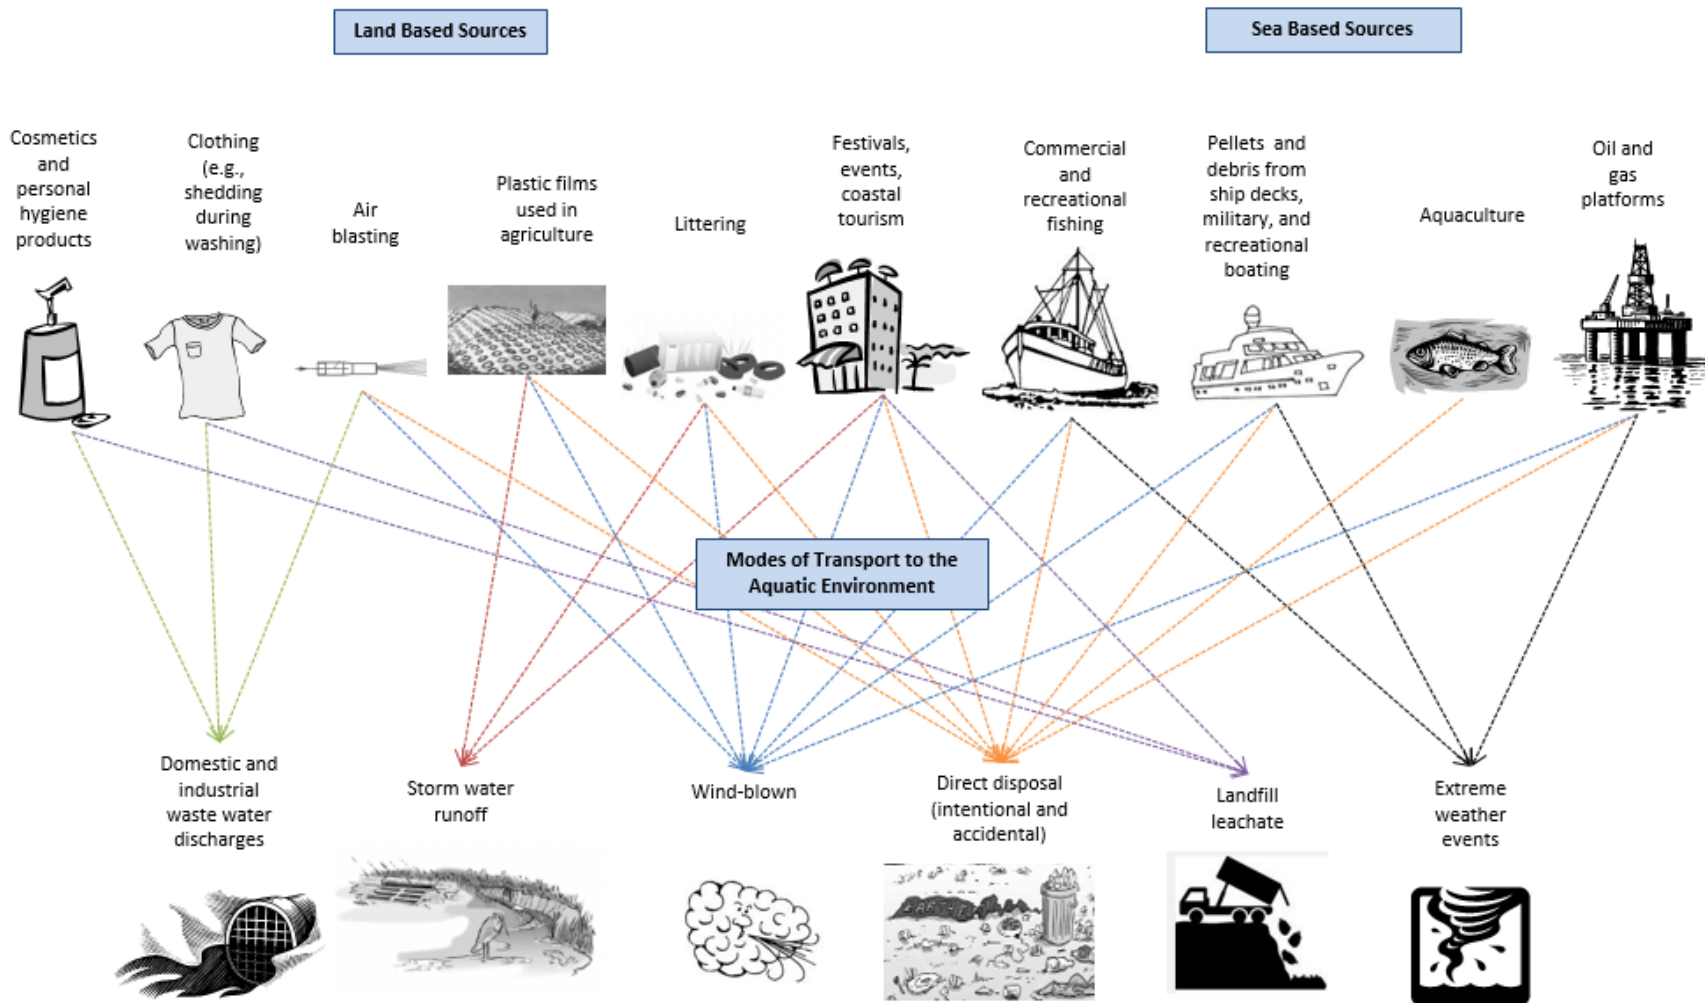 Land Based Sources
Sea Based Sources
Cosmetics
and
personal
hygiene
products
Clothing
(e.g.,
shedding
during
washing)
Air
blasting
Plastic films
used in
agriculture
Littering
Festivals,
events,
coastal
tourism
Commercial
and
recreational
fishing
Pellets and
debris from
ship decks,
military, and
recreational
boating
Aquaculture
Oil and
gas
platforms
Modes of Transport to the
Aquatic Environment
Domestic and
industrial
waste water
discharges
Storm water
runoff
Wind-blown
Direct disposal
(intentional and
accidental)
Landfill
leachate
Extreme
weather
events